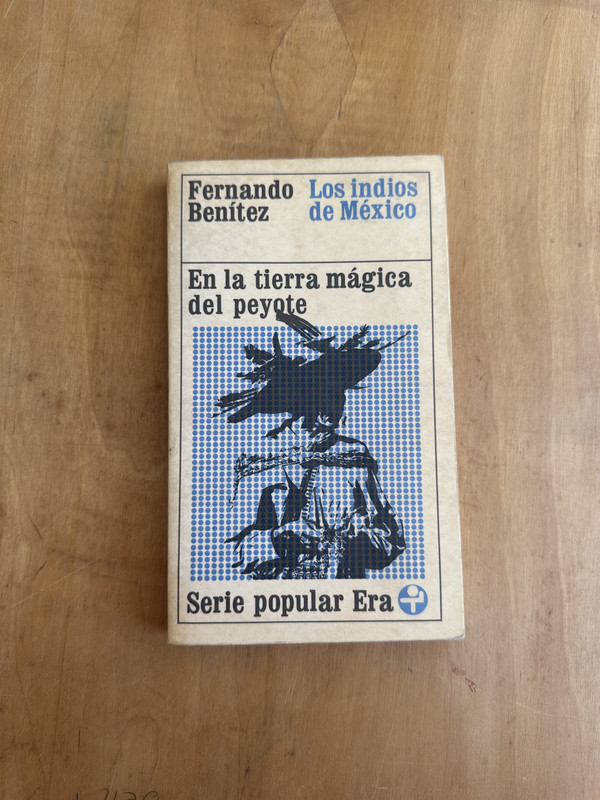 Fernando
Benítez
Los indios
de México
En la tierra mágica
del peyote
Serie popular Era